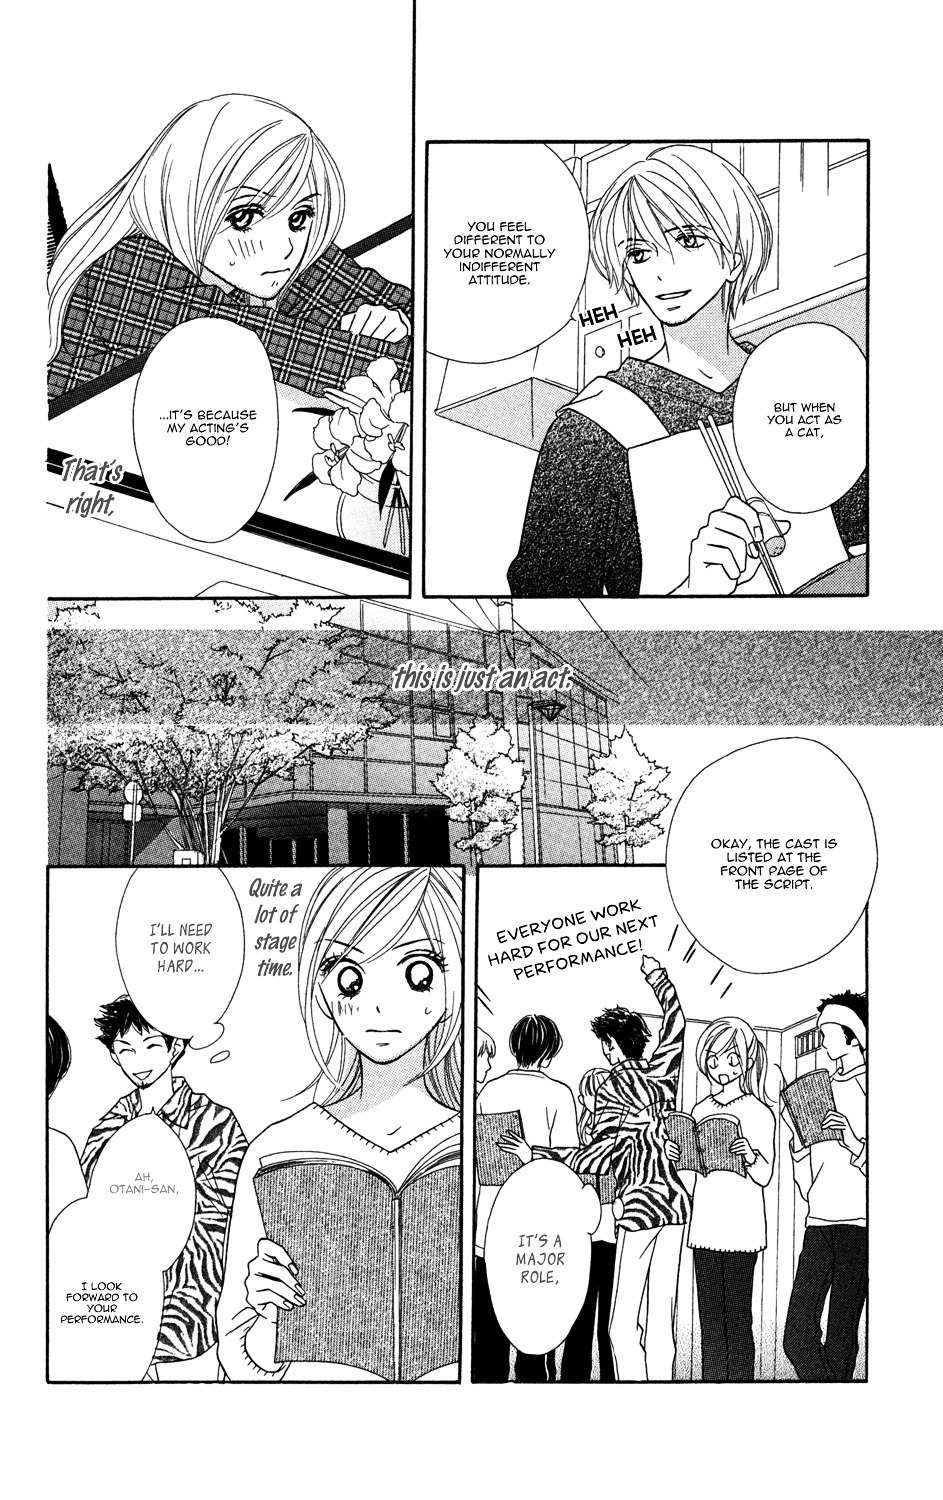 BUT WHEN
YOU ACT AS
A CAT,
YOU FEEL
DIFFERENT TO
YOUR NORMALLY
INDIFFERENT
ATTITUDE.
HEH
HEH
...IT'S BECAUSE
MY ACTING'S
GOOD!
That's
right,
this is just an act.
OKAY, THE CAST IS
LISTED AT THE
FRONT PAGE OF
THE SCRIPT.
EVERYONE WORK
HARD FOR OUR NEXT
PERFORMANCE!
IT'S A
MAJOR
ROLE,
Quite a
lot of
stage
time.
I'LL NEED
TO WORK
HARD...
AH,
OTANI-SAN,
I LOOK
FORWARD TO
YOUR
PERFORMANCE.